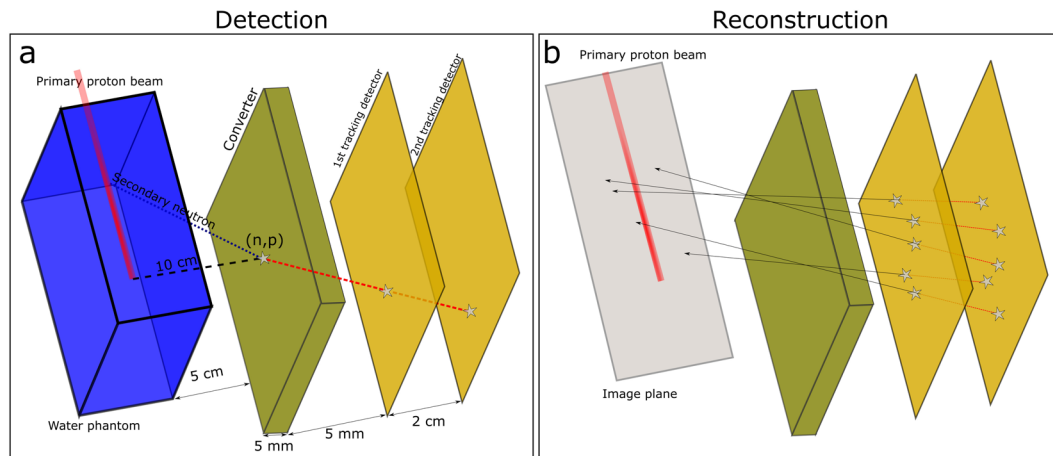 Detection
Reconstruction
a
Primary proton beam
Converter
1st tracking detector
2nd tracking detector
Secondary neutron
(n,p)
10 cm
5 cm
Water phantom
5 mm
5 mm
2 cm
b
Primary proton beam
Image plane